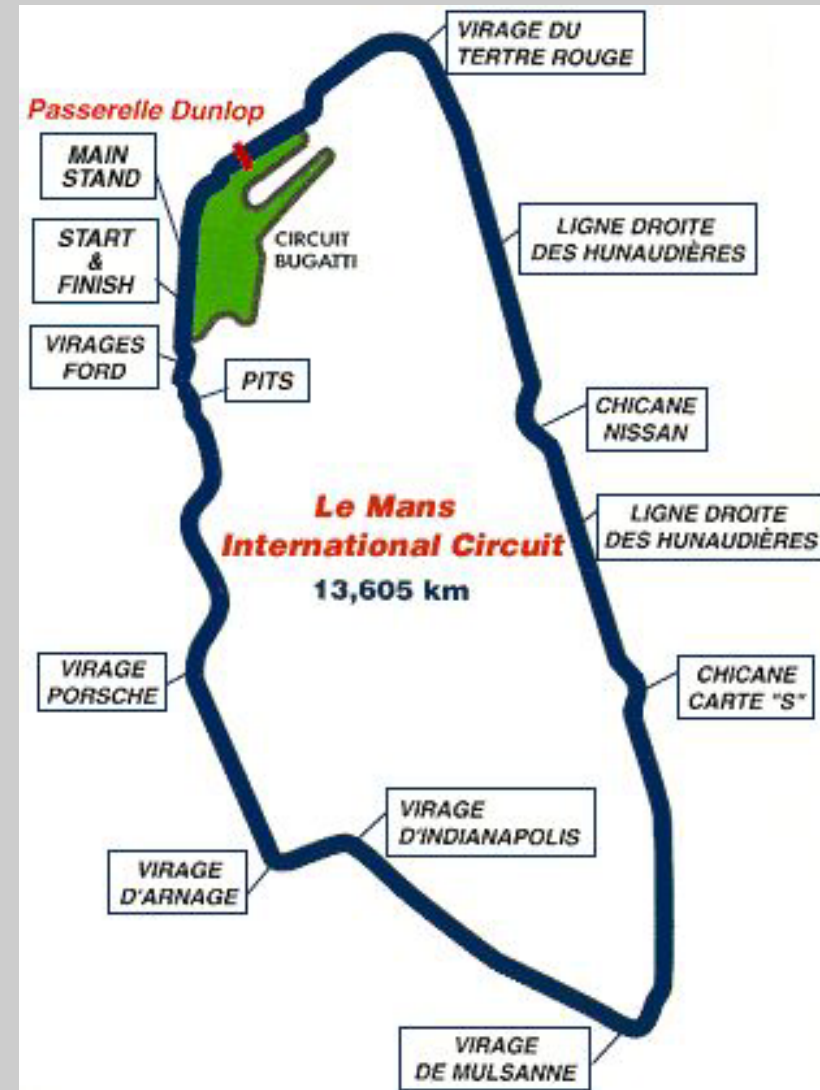 VIRAGE DU
TERTRE ROUGE
Passerelle Dunlop
MAIN
STAND
START
&
FINISH
CIRCUIT
BUGATTI
LIGNE DROITE
DES HUNAUDIÈRES
VIRAGES
FORD
PITS
CHICANE
NISSAN
Le Mans
International Circuit
13,605 km
LIGNE DROITE
DES HUNAUDIÈRES
VIRAGE
PORSCHE
CHICANE
CARTE "S"
VIRAGE
D'INDIANAPOLIS
VIRAGE
D'ARNAGE
VIRAGE
DE MULSANNE